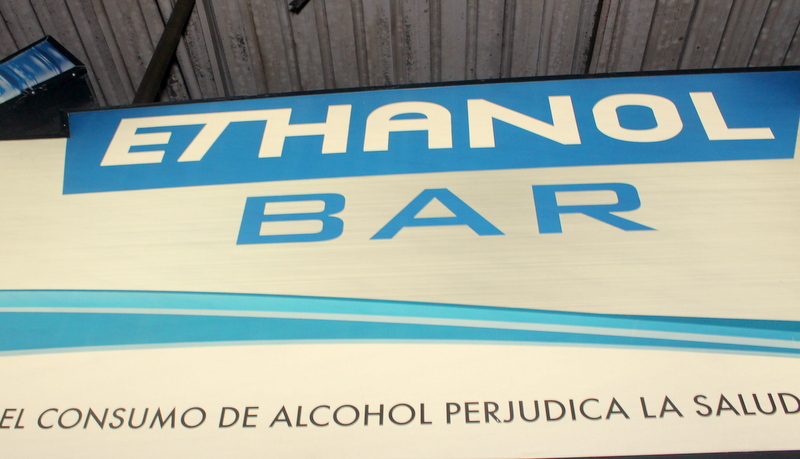 ETHANOL
BAR
EL CONSUMO DE ALCOHOL PERJUDICA LA SALUD